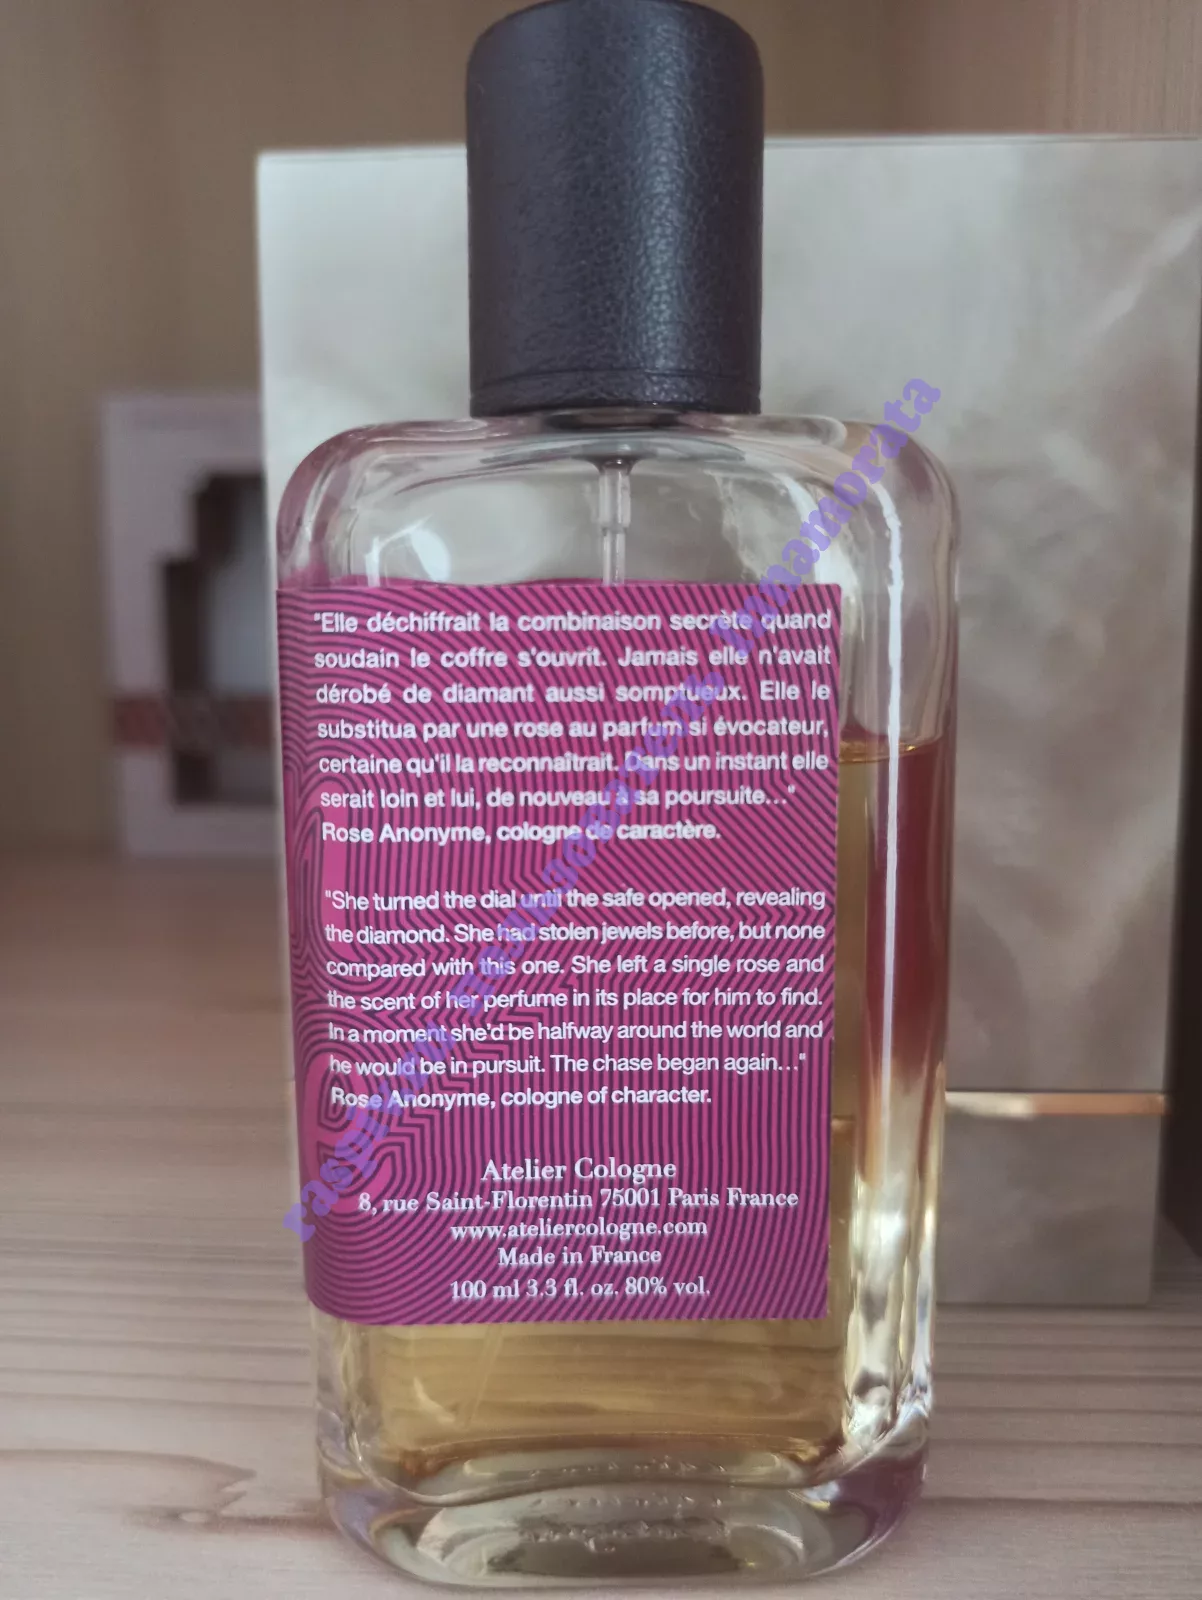 "Elle déchiffrait la combinaison secrète quand
soudain le coffre s'ouvrit. Jamais elle n'avait
dérobé de diamant aussi somptueux. Elle le
substitua par une rose au parfum si évocateur,
certaine qu'il la reconnaîtrait. Dans un instant elle
serait loin et lui, de nouveau à sa poursuite..."
Rose Anonyme, cologne de caractère.
"She turned the dial until the safe opened, revealing
the diamond. She had stolen jewels before, but none
compared with this one. She left a single rose and
the scent of her perfume in its place for him to find.
In a moment she'd be halfway around the world and
he would be in pursuit. The chase began again..."
Rose Anonyme, cologne of character.
Atelier Cologne
8, rue Saint-Florentin 75001 Paris France
www.ateliercologne.com
Made in France
100 ml 3.3 fl. oz. 80% vol.
Innamorata